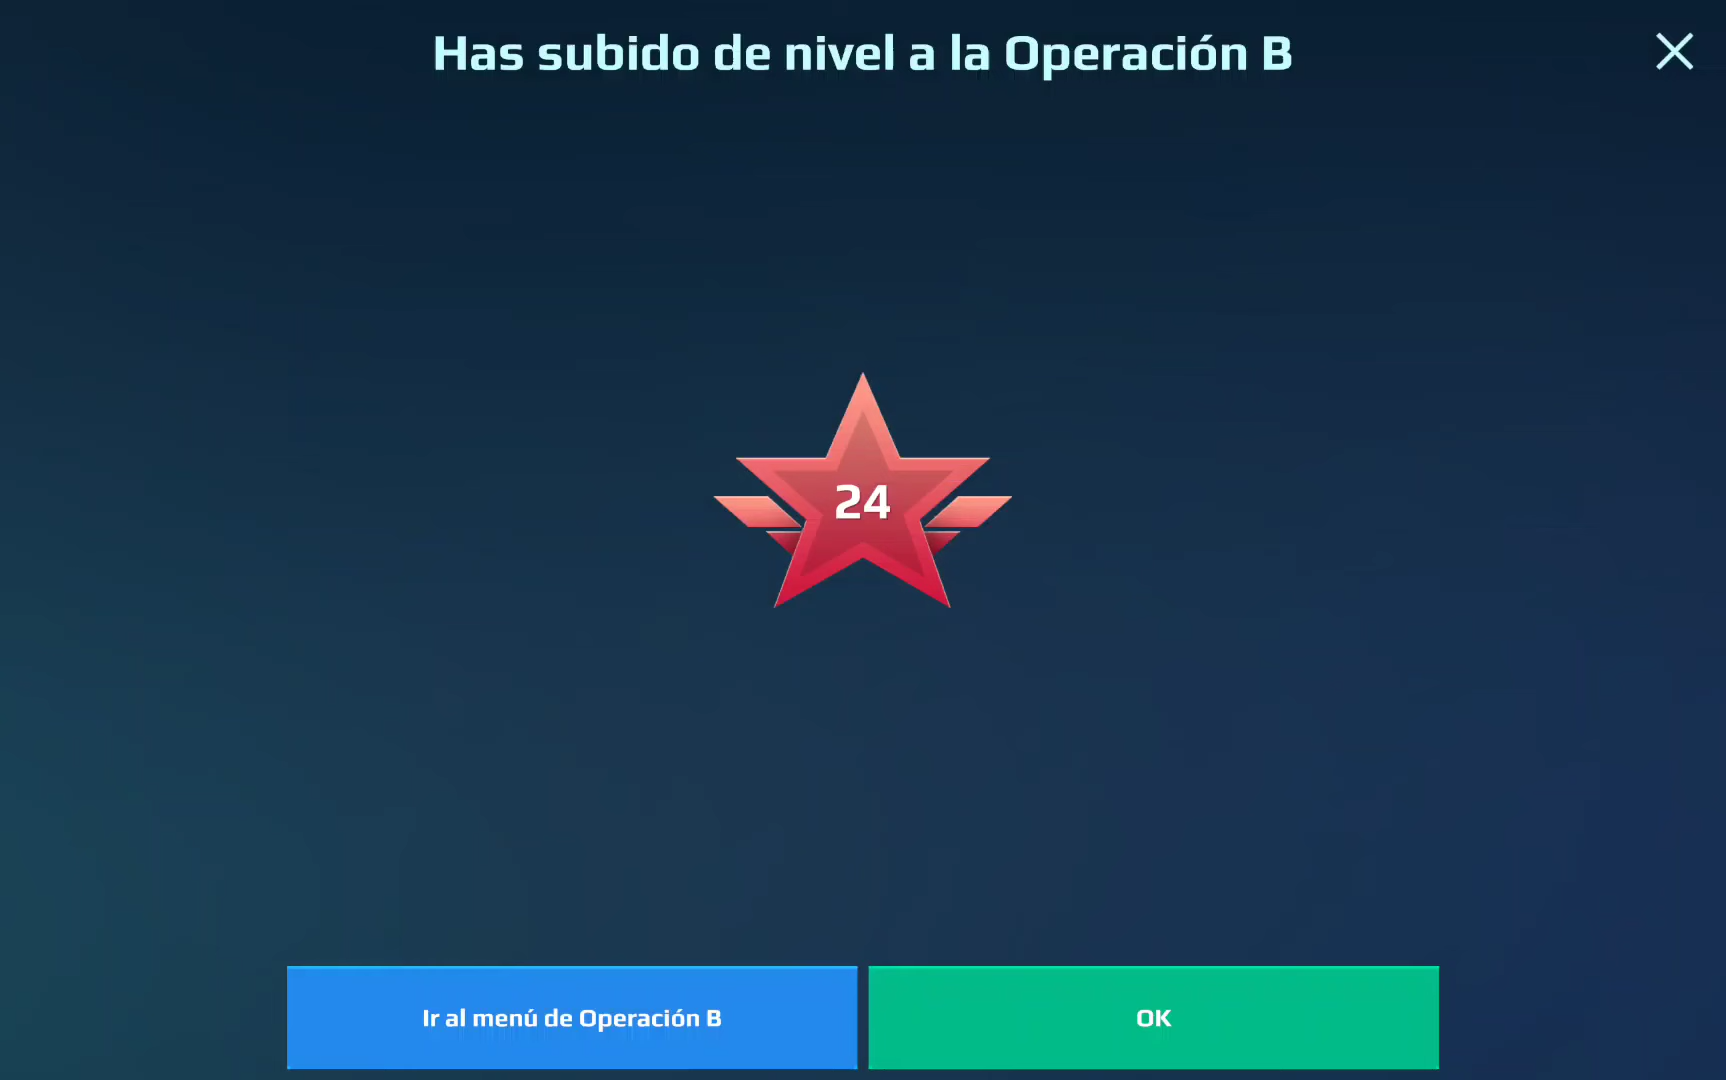 Has subido de nivel a la Operación B
24
Ir al menú de Operación B
OK